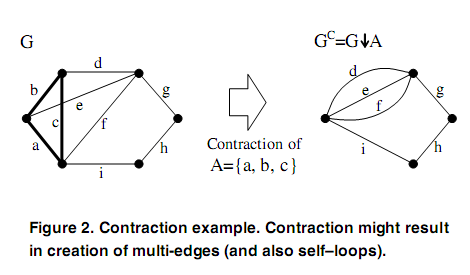 G
G^C=G↓A
d
b
e
g
c
a
f
h
i
d
e
g
f
i
h
Contraction of
A={a, b, c}
Figure 2. Contraction example. Contraction might result
in creation of multi-edges (and also self–loops).